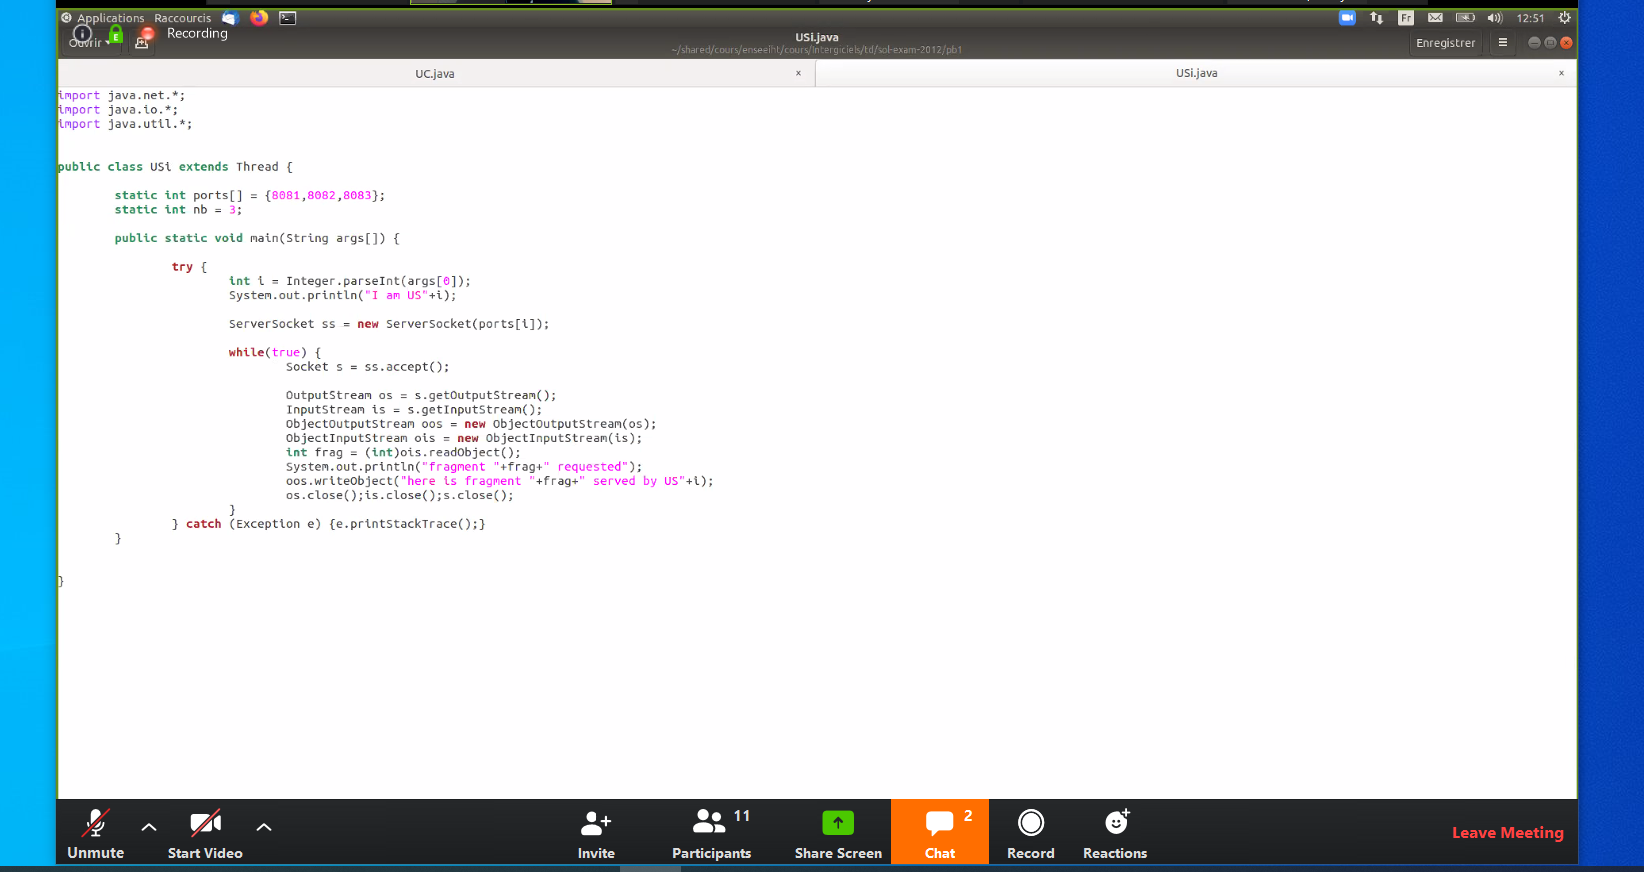 Applications Raccourcis Fr 12:51
Recording
Ouvrir
USi.java
~/shared/cours/enseeiht/cours/Intergiciels/td/sol-exam-2012/pb1
Enregistrer
UC.java × USi.java ×
import java.net.*;
import java.io.*;
import java.util.*;
public class USi extends Thread {
static int ports[] = {8081,8082,8083};
static int nb = 3;
public static void main(String args[]) {
try {
int i = Integer.parseInt(args[0]);
System.out.println("I am US"+i);
ServerSocket ss = new ServerSocket(ports[i]);
while(true) {
Socket s = ss.accept();
OutputStream os = s.getOutputStream();
InputStream is = s.getInputStream();
ObjectOutputStream oos = new ObjectOutputStream(os);
ObjectInputStream ois = new ObjectInputStream(is);
int frag = (int)ois.readObject();
System.out.println("fragment "+frag+" requested");
oos.writeObject("here is fragment "+frag+" served by US"+i);
os.close();is.close();s.close();
}
} catch (Exception e) {e.printStackTrace();}
}
}
Unmute
Start Video
Invite
Participants 11
Share Screen
Chat 2
Record
Reactions
Leave Meeting